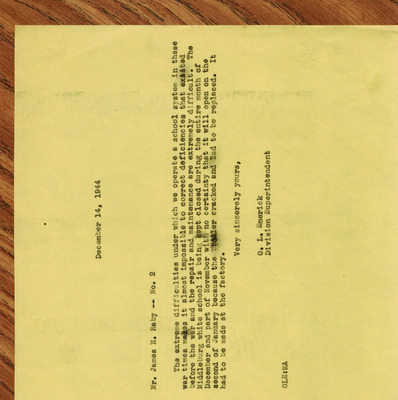 Mr. James H. Raby -- No. 2
December 14, 1944
The extreme difficulties under which we operate a school system in these
war times makes it almost impossible to correct deficiencies that existed
before the war and the repair and maintenance are extremely difficult. The
Middleburg white school is being kept closed during the entire month of
December and part of November with no certainty that it will open on the
second of January because the boiler cracked and had to be replaced. It
had to be made at the factory.
Very sincerely yours,
O. L. Emerick
Division Superintendent
OLE:MA